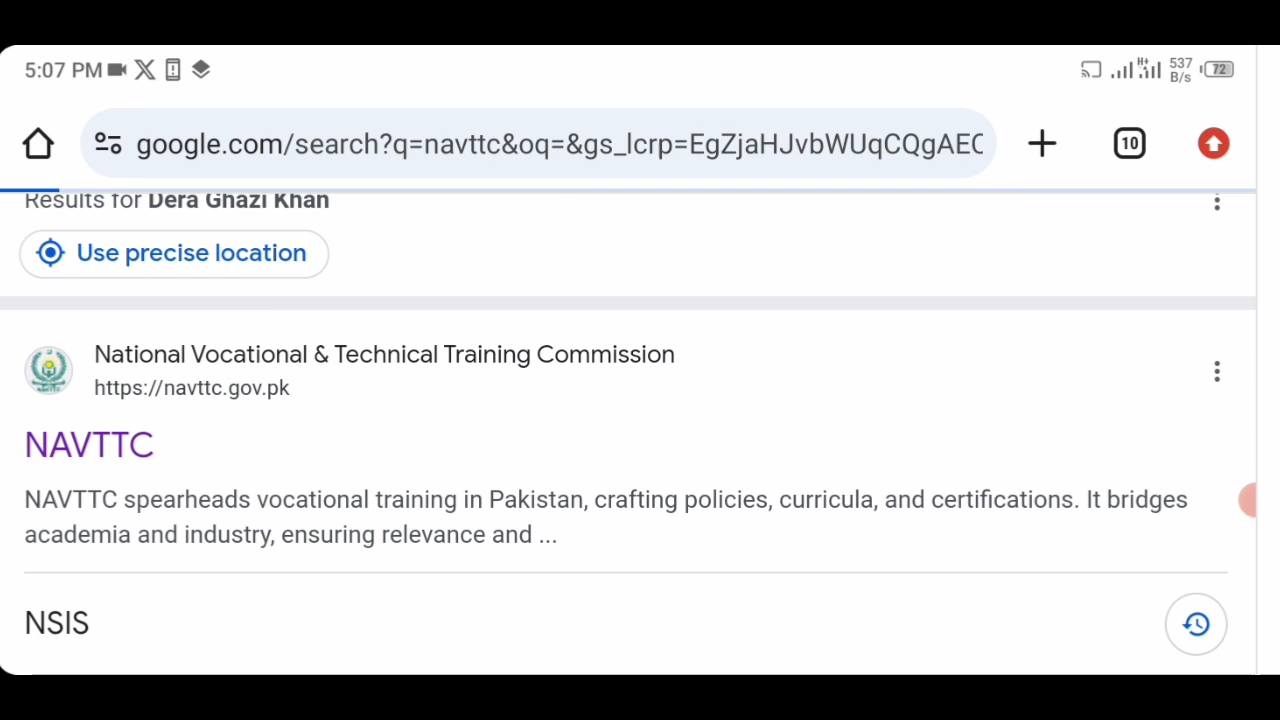 5:07 PM
537
B/s
72
H+
google.com/search?q=navttc&oq=&gs_lcrp=EgZjaHJvbWUqCQgAEC
10
Results for Dera Ghazi Khan
Use precise location
National Vocational & Technical Training Commission
https://navttc.gov.pk
NAVTTC
NAVTTC spearheads vocational training in Pakistan, crafting policies, curricula, and certifications. It bridges
academia and industry, ensuring relevance and ...
NSIS